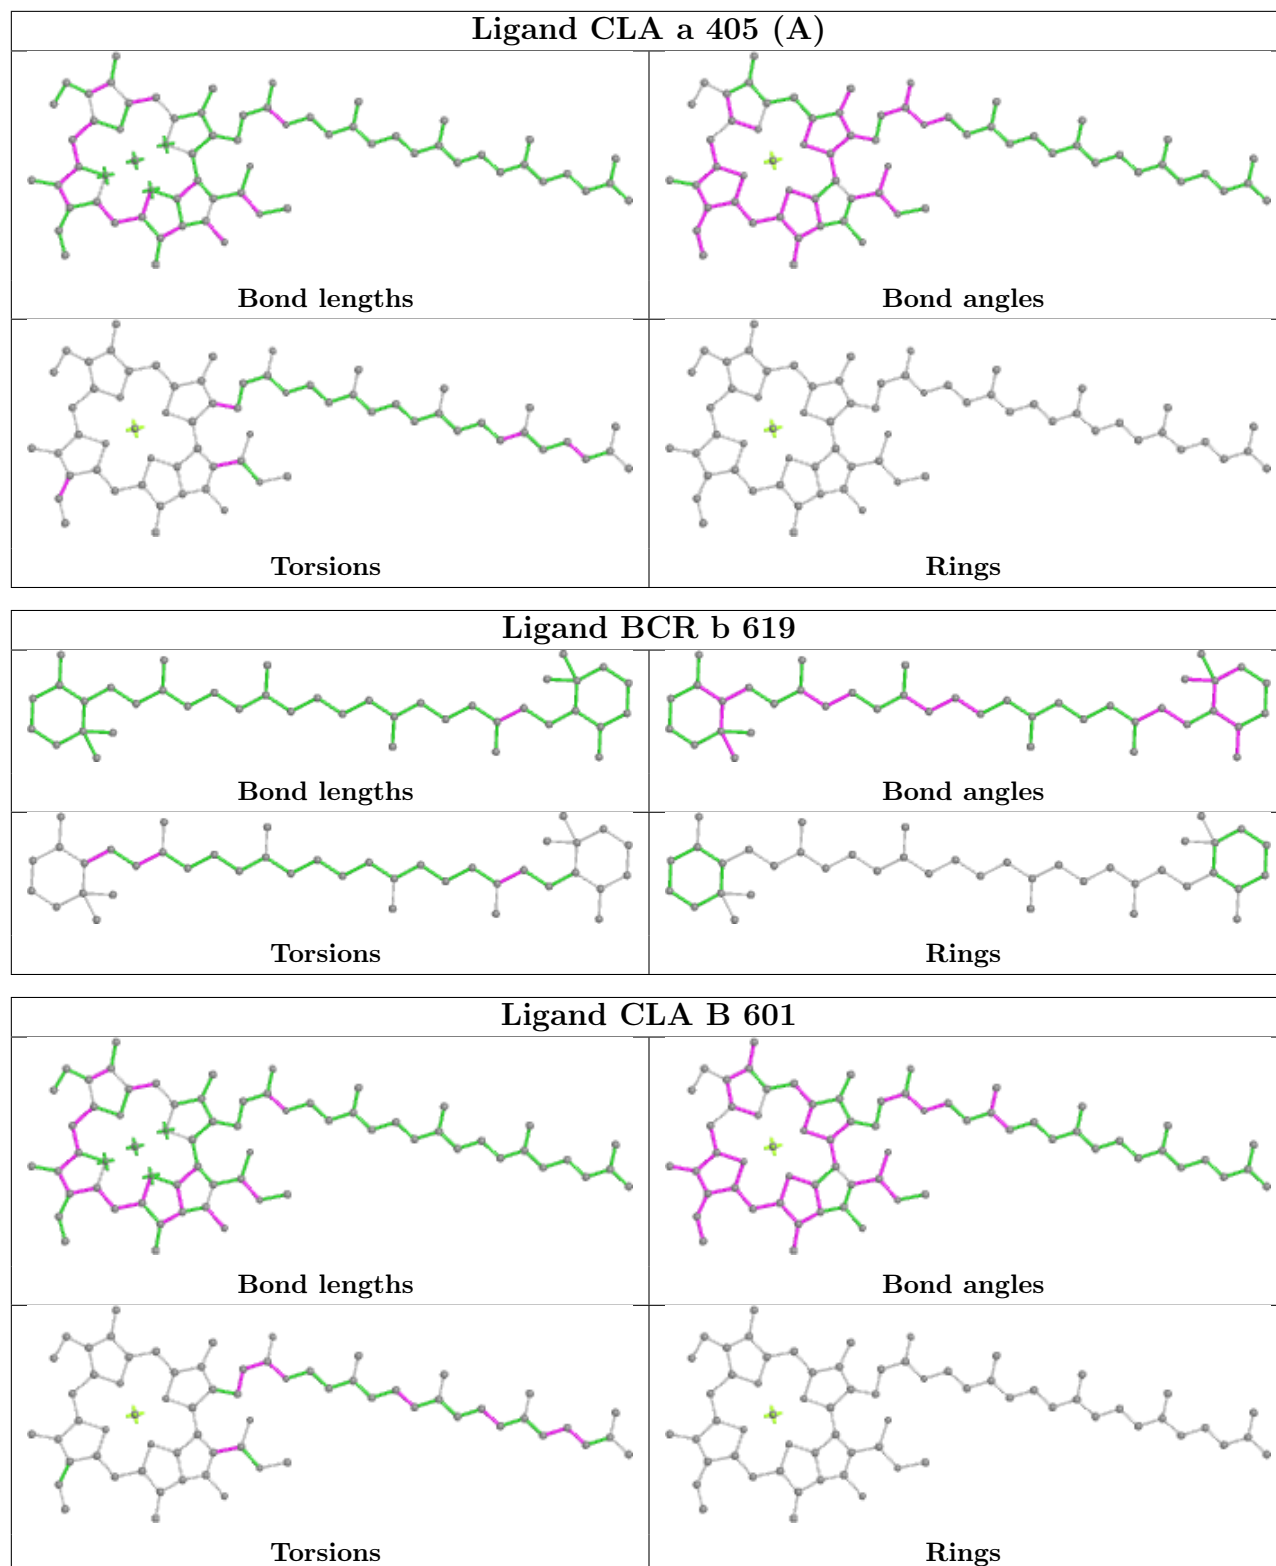 Ligand CLA a 405 (A)
Bond lengths
Bond angles
Torsions
Rings
Ligand BCR b 619
Bond lengths
Bond angles
Torsions
Rings
Ligand CLA B 601
Bond lengths
Bond angles
Torsions
Rings